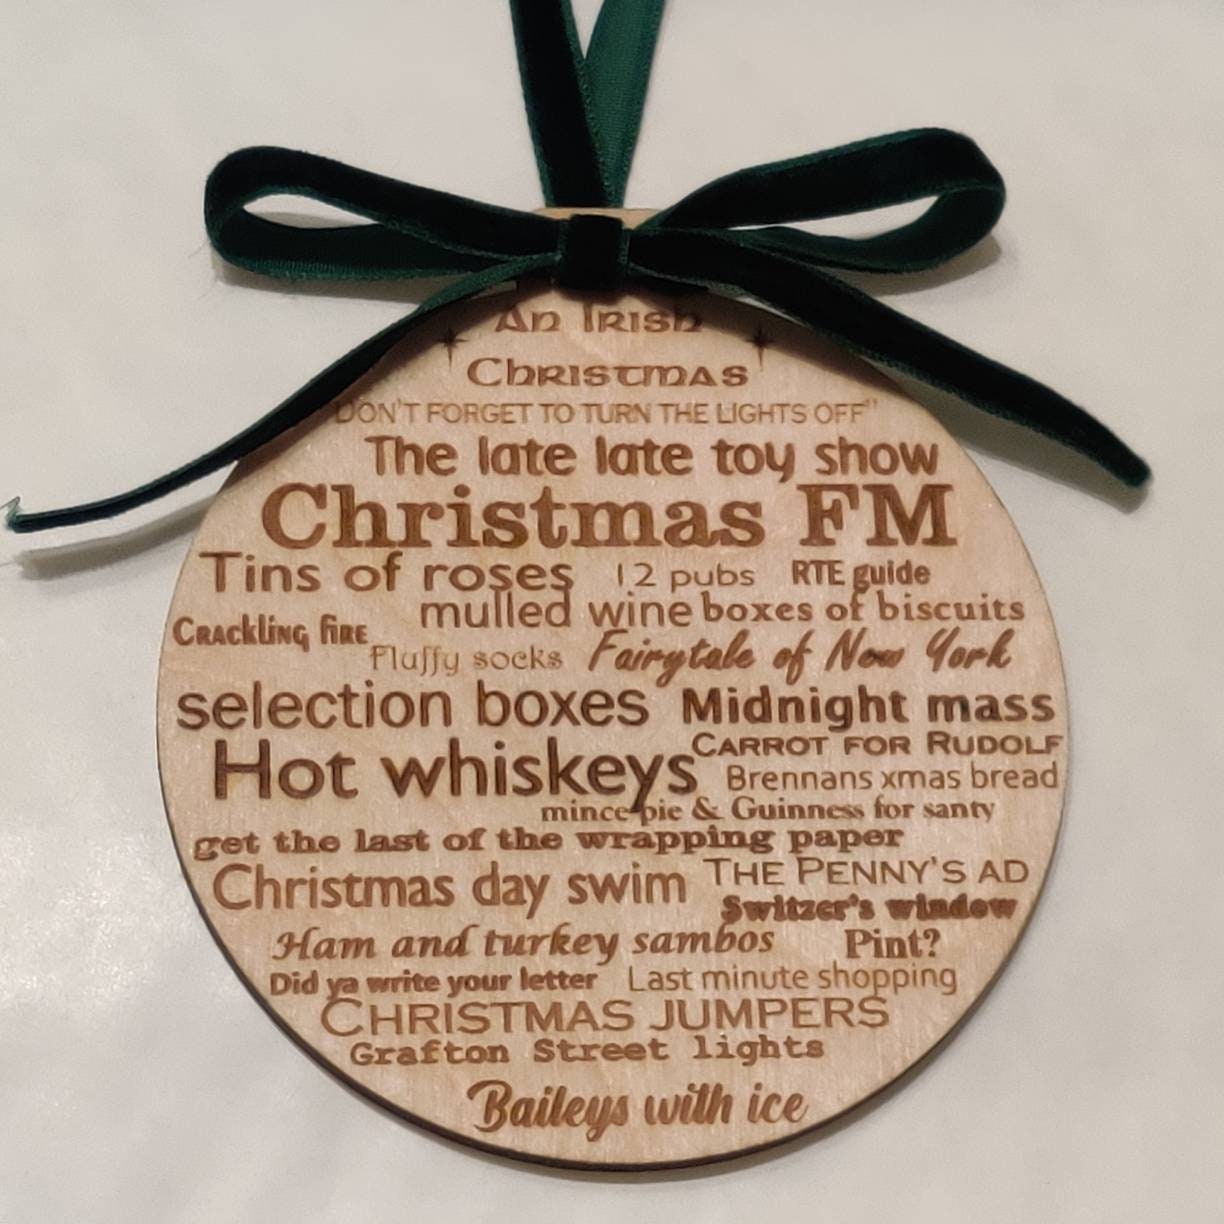 An Irish
Christmas
"DON'T FORGET TO TURN THE LIGHTS OFF"
The late late toy show
Christmas FM
Tins of roses 12 pubs RTE guide
mulled wine boxes of biscuits
Crackling fire
Fluffy socks Fairytale of New York
selection boxes Midnight mass
Hot whiskeys CARROT FOR RUDOLF
Brennans xmas bread
mince pie & Guinness for santy
get the last of the wrapping paper
Christmas day swim THE PENNY'S AD
Switzer's window
Ham and turkey sambos Pint?
Did ya write your letter Last minute shopping
CHRISTMAS JUMPERS
Grafton Street lights
Baileys with ice